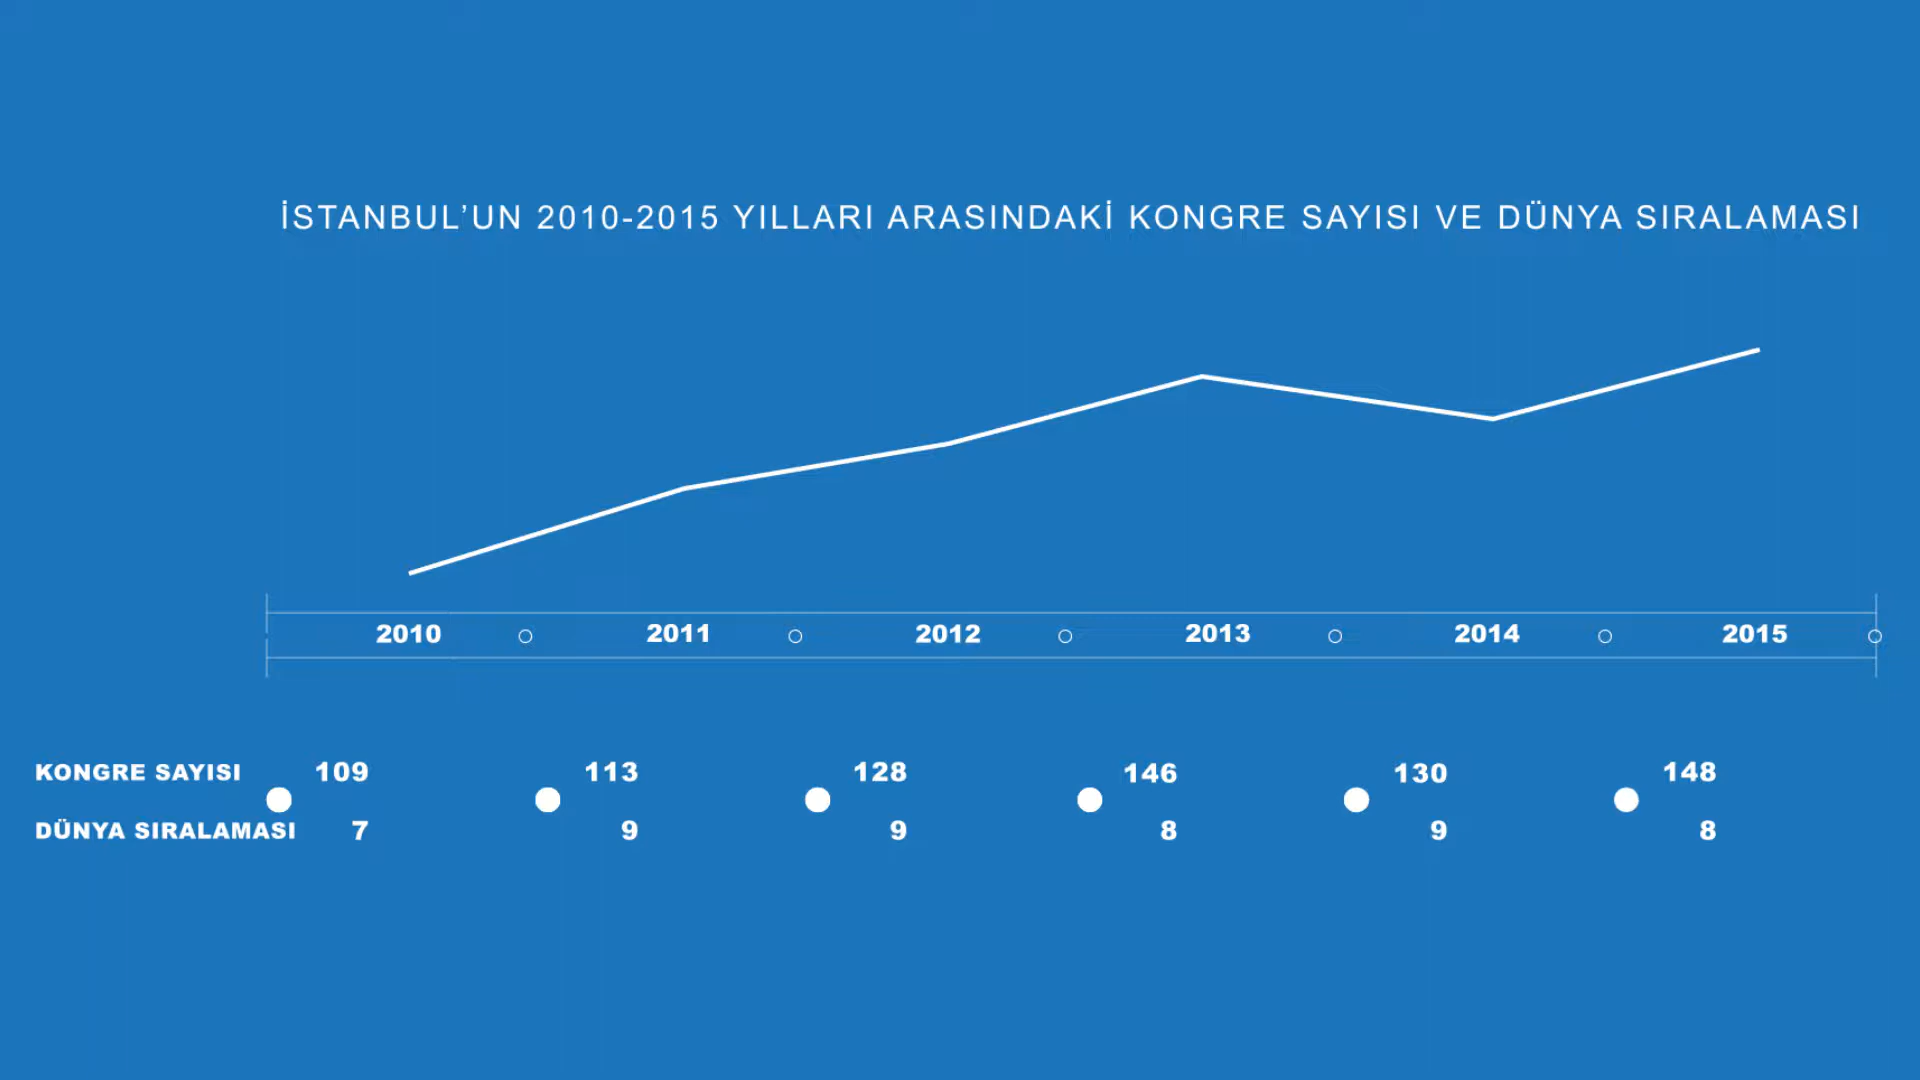 İSTANBUL’UN 2010-2015 YILLARI ARASINDAKİ KONGRE SAYISI VE DÜNYA SIRALAMASI
2010 2011 2012 2013 2014 2015
KONGRE SAYISI 109 113 128 146 130 148
DÜNYA SIRALAMASI 7 9 9 8 9 8